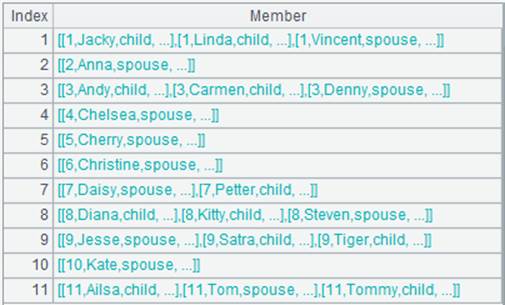 Index Member
1 [[1,Jacky,child, ...],[1,Linda,child, ...],[1,Vincent,spouse, ...]]
2 [[2,Anna,spouse, ...]]
3 [[3,Andy,child, ...],[3,Carmen,child, ...],[3,Denny,spouse, ...]]
4 [[4,Chelsea,spouse, ...]]
5 [[5,Cherry,spouse, ...]]
6 [[6,Christine,spouse, ...]]
7 [[7,Daisy,spouse, ...],[7,Petter,child, ...]]
8 [[8,Diana,child, ...],[8,Kitty,child, ...],[8,Steven,spouse, ...]]
9 [[9,Jesse,spouse, ...],[9,Satra,child, ...],[9,Tiger,child, ...]]
10 [[10,Kate,spouse, ...]]
11 [[11,Ailsa,child, ...],[11,Tom,spouse, ...],[11,Tommy,child, ...]]